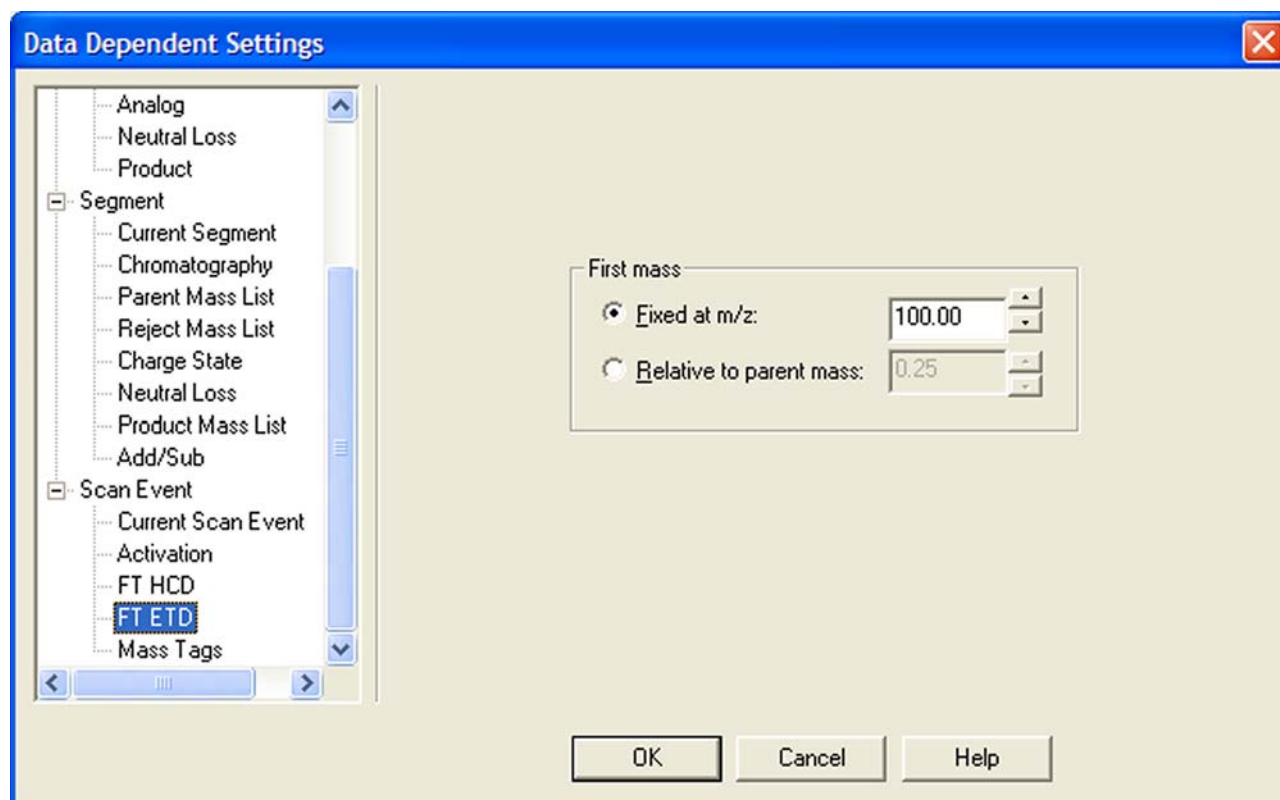 Data Dependent Settings
Analog
Neutral Loss
Product
Segment
Current Segment
Chromatography
Parent Mass List
Reject Mass List
Charge State
Neutral Loss
Product Mass List
Add/Sub
Scan Event
Current Scan Event
Activation
FT HCD
FT ETD
Mass Tags
First mass
Fixed at m/z: 100.00
Relative to parent mass: 0.25
OK Cancel Help